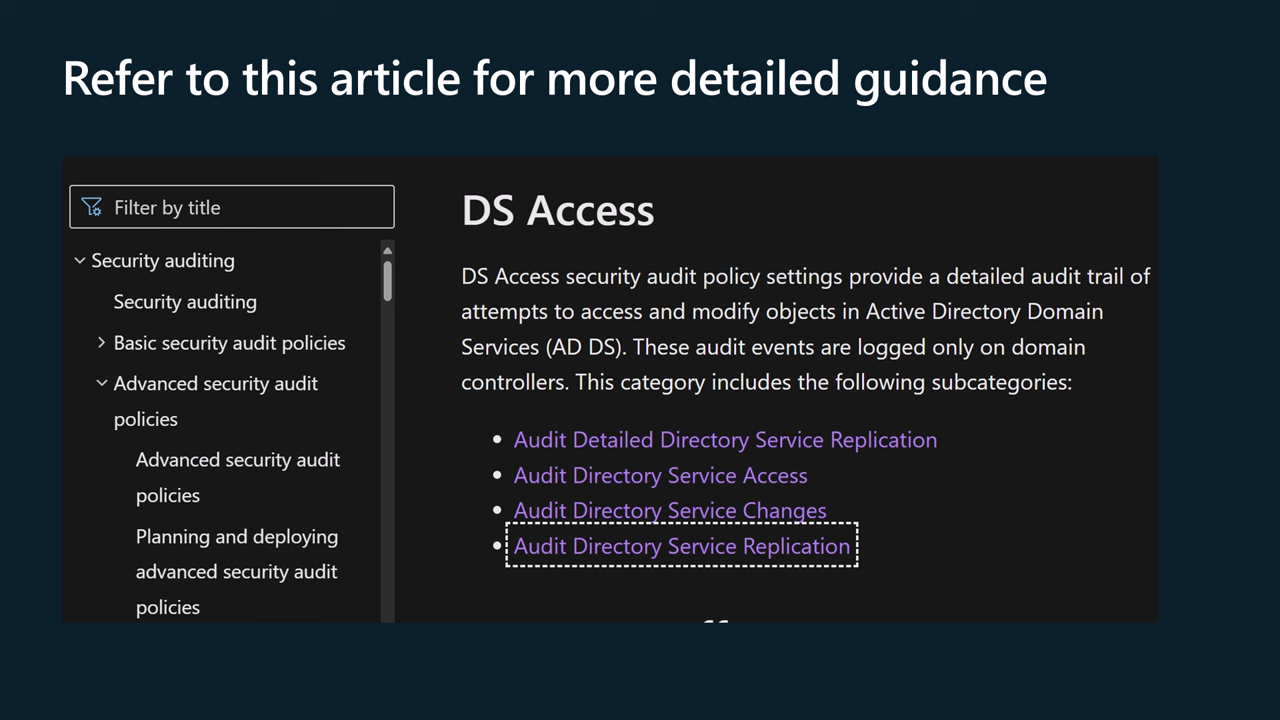 Refer to this article for more detailed guidance
Filter by title
Security auditing
Security auditing
Basic security audit policies
Advanced security audit
policies
Advanced security audit
policies
Planning and deploying
advanced security audit
policies
DS Access
DS Access security audit policy settings provide a detailed audit trail of
attempts to access and modify objects in Active Directory Domain
Services (AD DS). These audit events are logged only on domain
controllers. This category includes the following subcategories:
Audit Detailed Directory Service Replication
Audit Directory Service Access
Audit Directory Service Changes
Audit Directory Service Replication